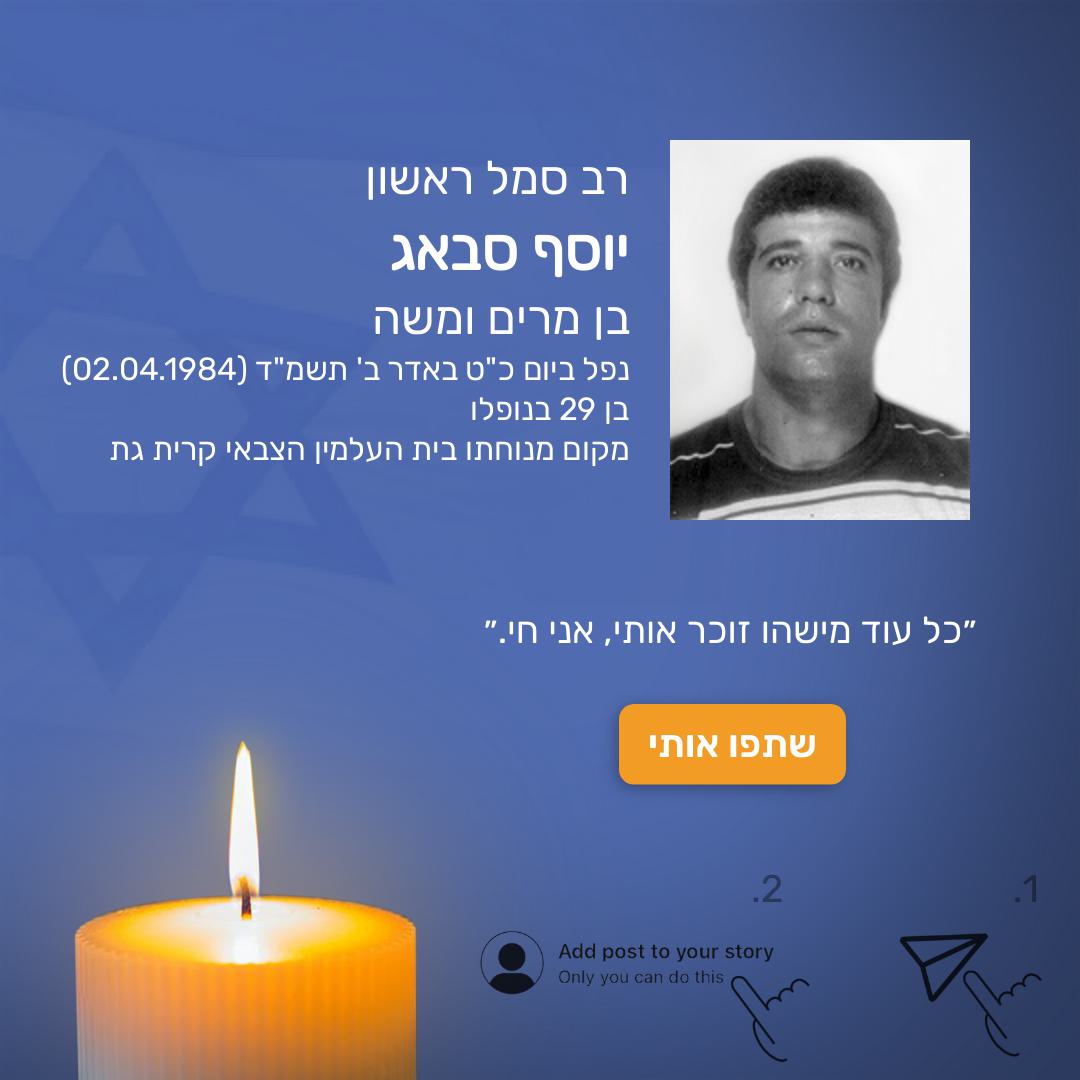 רב סמל ראשון
יוסף סבאג
בן מרים ומשה
נפל ביום כ"ט באדר ב' תשמ"ד (02.04.1984)
בן 29 בנופלו
מקום מנוחתו בית העלמין הצבאי קרית גת
״כל עוד מישהו זוכר אותי, אני חי.״
שתפו אותי
1.
2.
Add post to your story
Only you can do this